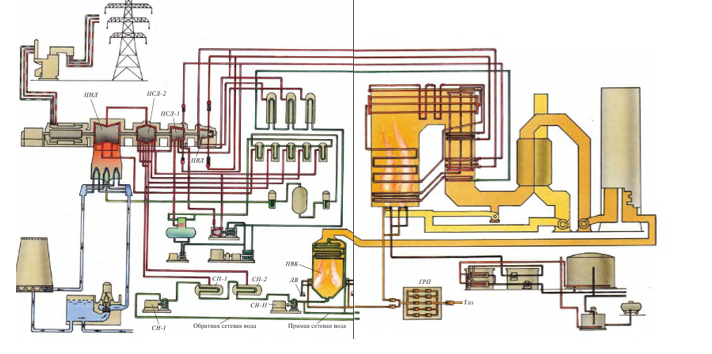 ЦСД-2
ЦНД
ЦСД-1
ЦВД
ПВК
СП-1
СП-2
ДВ
ГРП
СН-II
Газ
СН-I
Обратная сетевая вода
Прямая сетевая вода